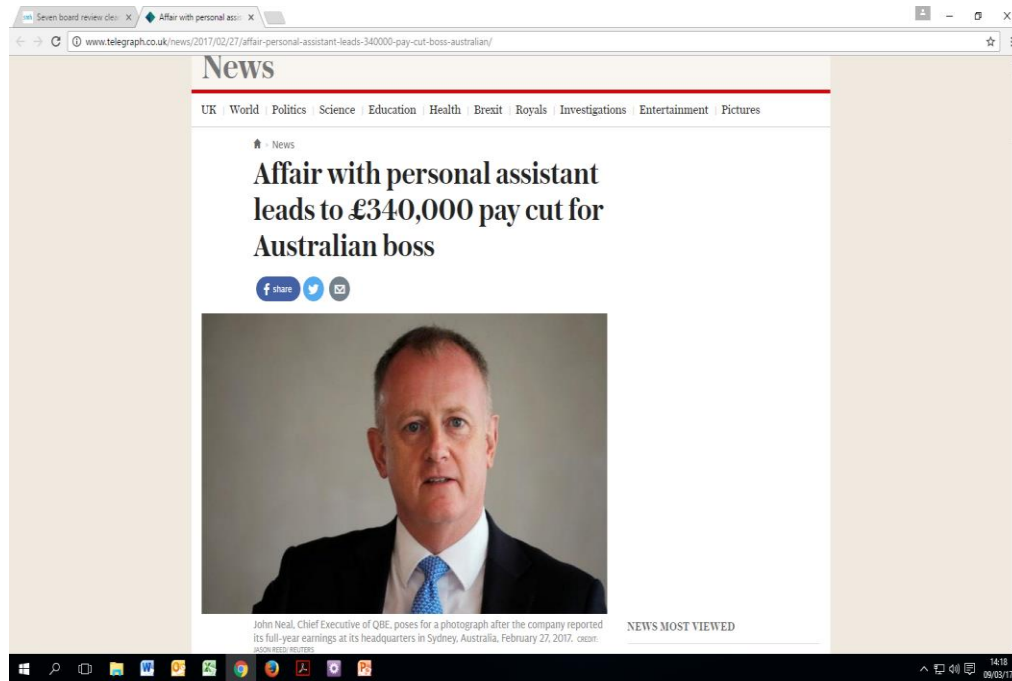 Seven board review clea
Affair with personal assis
www.telegraph.co.uk/news/2017/02/27/affair-personal-assistant-leads-340000-pay-cut-boss-australian/
News
UK World Politics Science Education Health Brexit Royals Investigations Entertainment Pictures
News
Affair with personal assistant
leads to £340,000 pay cut for
Australian boss
f share
John Neal, Chief Executive of QBE, poses for a photograph after the company reported
its full-year earnings at its headquarters in Sydney, Australia, February 27, 2017. CREDIT:
JASON REED/ REUTERS
NEWS MOST VIEWED
14:18
09/03/17